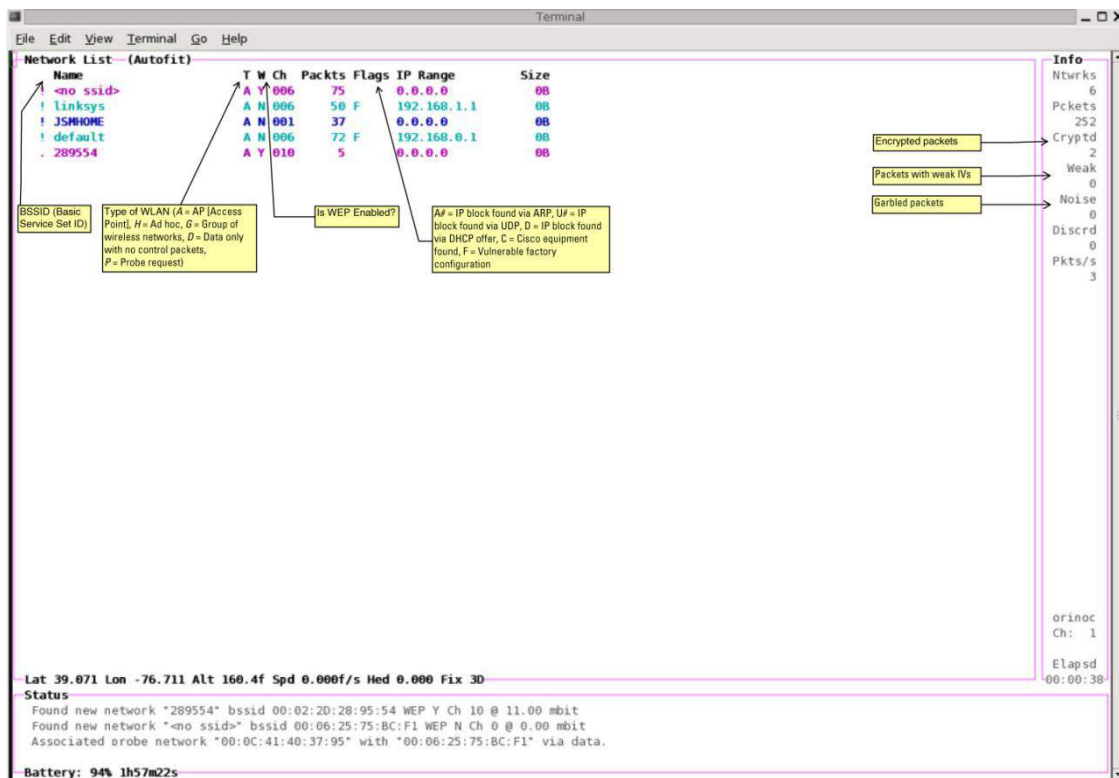 Terminal
File Edit View Terminal Go Help
Network List (Autofit)
Name T W Ch Packts Flags IP Range Size
! <no ssid> A Y 006 75 0.0.0.0 0B
! linksys A N 006 50 F 192.168.1.1 0B
! JSMHOME A N 001 37 0.0.0.0 0B
! default A N 006 72 F 192.168.0.1 0B
. 289554 A Y 010 5 0.0.0.0 0B
BSSID (Basic
Service Set ID)
Type of WLAN (A = AP [Access
Point], H = Ad hoc, G = Group of
wireless networks, D = Data only
with no control packets,
P = Probe request)
Is WEP Enabled?
A# = IP block found via ARP, U# = IP
block found via UDP, D = IP block found
via DHCP offer, C = Cisco equipment
found, F = Vulnerable factory
configuration
Encrypted packets
Packets with weak IVs
Garbled packets
Info
Ntwrks
6
Pckets
252
Cryptd
2
Weak
0
Noise
0
Discrd
0
Pkts/s
3
orinoc
Ch: 1
Elapsd
00:00:38
Lat 39.071 Lon -76.711 Alt 160.4f Spd 0.000f/s Hed 0.000 Fix 3D
Status
Found new network "289554" bssid 00:02:2D:28:95:54 WEP Y Ch 10 @ 11.00 mbit
Found new network "<no ssid>" bssid 00:06:25:75:BC:F1 WEP N Ch 0 @ 0.00 mbit
Associated probe network "00:0C:41:40:37:95" with "00:06:25:75:BC:F1" via data.
Battery: 94% 1h57m22s